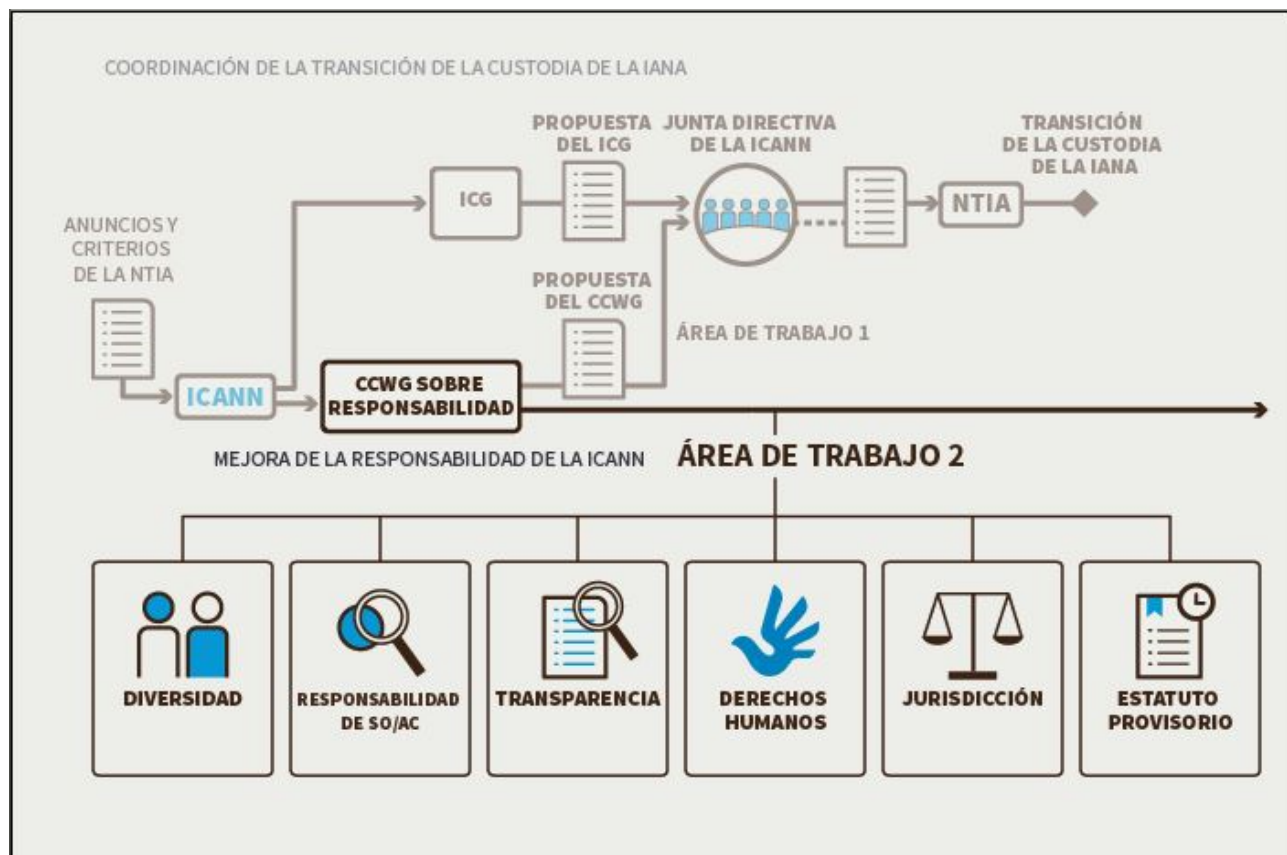 COORDINACIÓN DE LA TRANSICIÓN DE LA CUSTODIA DE LA IANA
PROPUESTA
DEL ICG
JUNTA DIRECTIVA
DE LA ICANN
TRANSICIÓN
DE LA CUSTODIA
DE LA IANA
ICG
NTIA
ANUNCIOS Y
CRITERIOS
DE LA NTIA
PROPUESTA
DEL CCWG
ÁREA DE TRABAJO 1
ICANN
CCWG SOBRE
RESPONSABILIDAD
MEJORA DE LA RESPONSABILIDAD DE LA ICANN
ÁREA DE TRABAJO 2
DIVERSIDAD
RESPONSABILIDAD
DE SO/AC
TRANSPARENCIA
DERECHOS
HUMANOS
JURISDICCIÓN
ESTATUTO
PROVISORIO